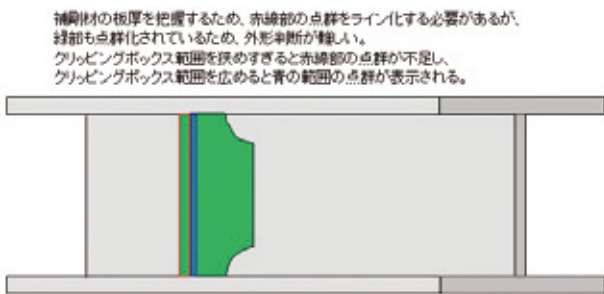 補剛材の板厚を把握するため、赤線部の点群をライン化する必要があるが、
緑部も点群化されているため、外形判断が難しい。
クリッピングボックス範囲を狭めすぎると赤線部の点群が不足し、
クリッピングボックス範囲を広めると青の範囲の点群が表示される。